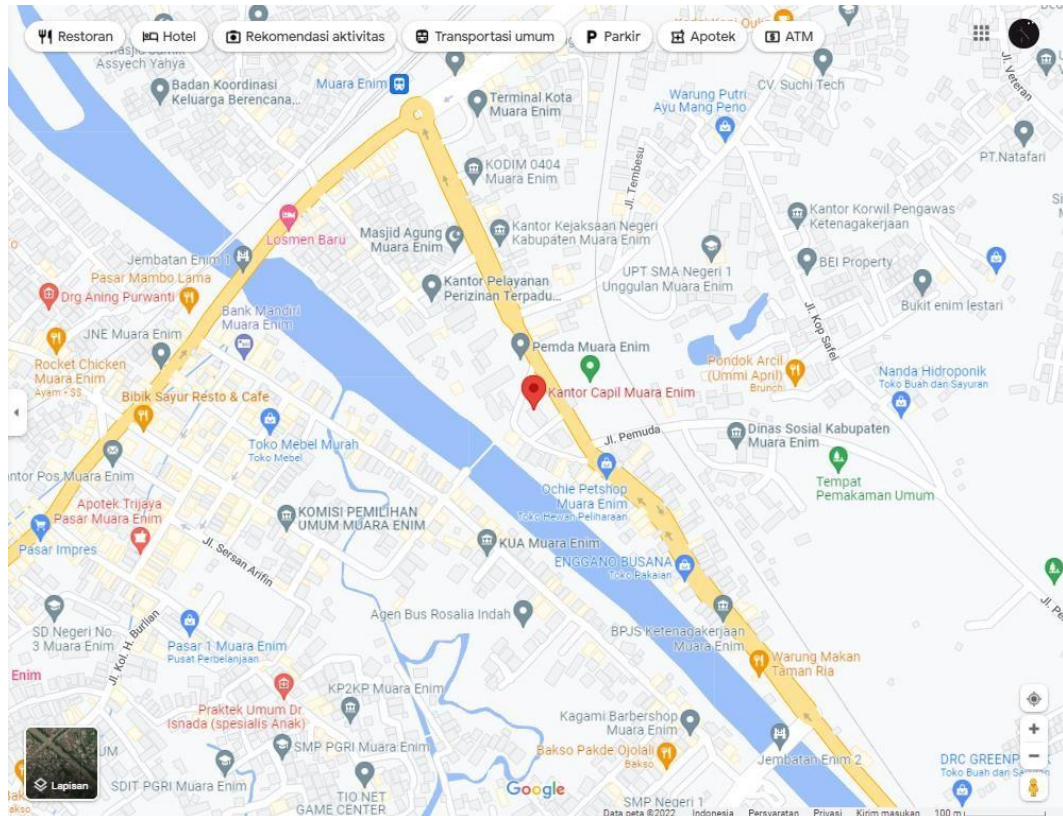 Restoran
Hotel
Rekomendasi aktivitas
Transportasi umum
P Parkir
Apotek
ATM
Assyech Yahya
Badan Koordinasi
Keluarga Berencana...
Muara Enim
Terminal Kota
Muara Enim
Warung Putri
Ayu Mang Peno
CV. Suchi Tech
Jl. Veteran
PT.Natafari
KODIM 0404
Muara Enim
Jl. Tembesu
Losmen Baru
Masjid Agung
Muara Enim
Kantor Kejaksaan Negeri
Kabupaten Muara Enim
Kantor Korwil Pengawas
Ketenagakerjaan
Jembatan Enim 1
Pasar Mambo Lama
Drg Aning Purwanti
Kantor Pelayanan
Perizinan Terpadu...
UPT SMA Negeri 1
Unggulan Muara Enim
BEI Property
Bukit enim lestari
Bank Mandiri
Muara Enim
JNE Muara Enim
Jl. Kop Safei
Rocket Chicken
Muara Enim
Ayam • SS
Pemda Muara Enim
Kantor Capil Muara Enim
Pondok Arcil
(Ummi April)
Brunch
Nanda Hidroponik
Toko Buah dan Sayuran
Bibik Sayur Resto & Cafe
Toko Mebel Murah
Toko Mebel
Jl. Pemuda
Dinas Sosial Kabupaten
Muara Enim
ntor Pos Muara Enim
Tempat
Pemakaman Umum
Ochie Petshop
Muara Enim
Toko Hewan Peliharaan
Apotek Trijaya
Pasar Muara Enim
KOMISI PEMILIHAN
UMUM MUARA ENIM
Pasar Impres
KUA Muara Enim
ENGGANO BUSANA
Toko Pakaian
Jl. Sersan Arifin
Agen Bus Rosalia Indah
SD Negeri No.
3 Muara Enim
Jl. Kol. H. Burlian
Pasar 1 Muara Enim
Pusat Perbelanjaan
BPJS Ketenagakerjaan
Muara Enim
Warung Makan
Taman Ria
Enim
KP2KP Muara Enim
Praktek Umum Dr
Isnada (spesialis Anak)
Kagami Barbershop
Muara Enim
SMP PGRI Muara Enim
Bakso Pakde Ojolali
Bakso
Jembatan Enim 2
Lapisan
UM
SDIT PGRI Muara Enim
TIO NET
GAME CENTER
Google
SMP Negeri 1
Data peta ©2022 Indonesia Persyaratan Privasi Kirim masukan 100 m